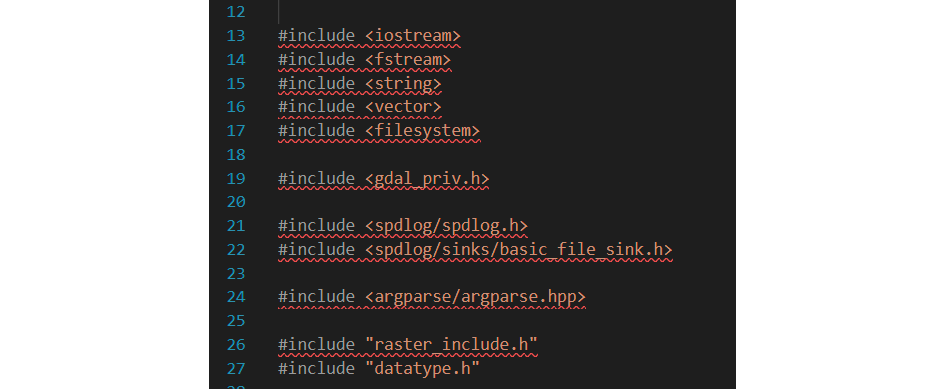 12
13 #include <iostream>
14 #include <fstream>
15 #include <string>
16 #include <vector>
17 #include <filesystem>
18
19 #include <gdal_priv.h>
20
21 #include <spdlog/spdlog.h>
22 #include <spdlog/sinks/basic_file_sink.h>
23
24 #include <argparse/argparse.hpp>
25
26 #include "raster_include.h"
27 #include "datatype.h"